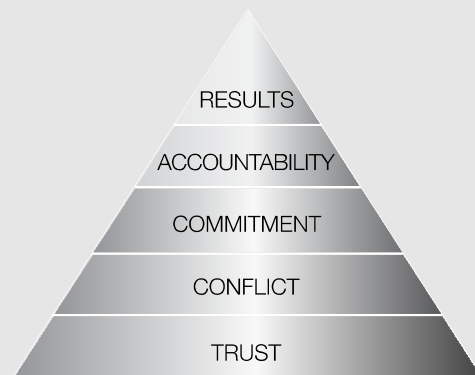 RESULTS
ACCOUNTABILITY
COMMITMENT
CONFLICT
TRUST